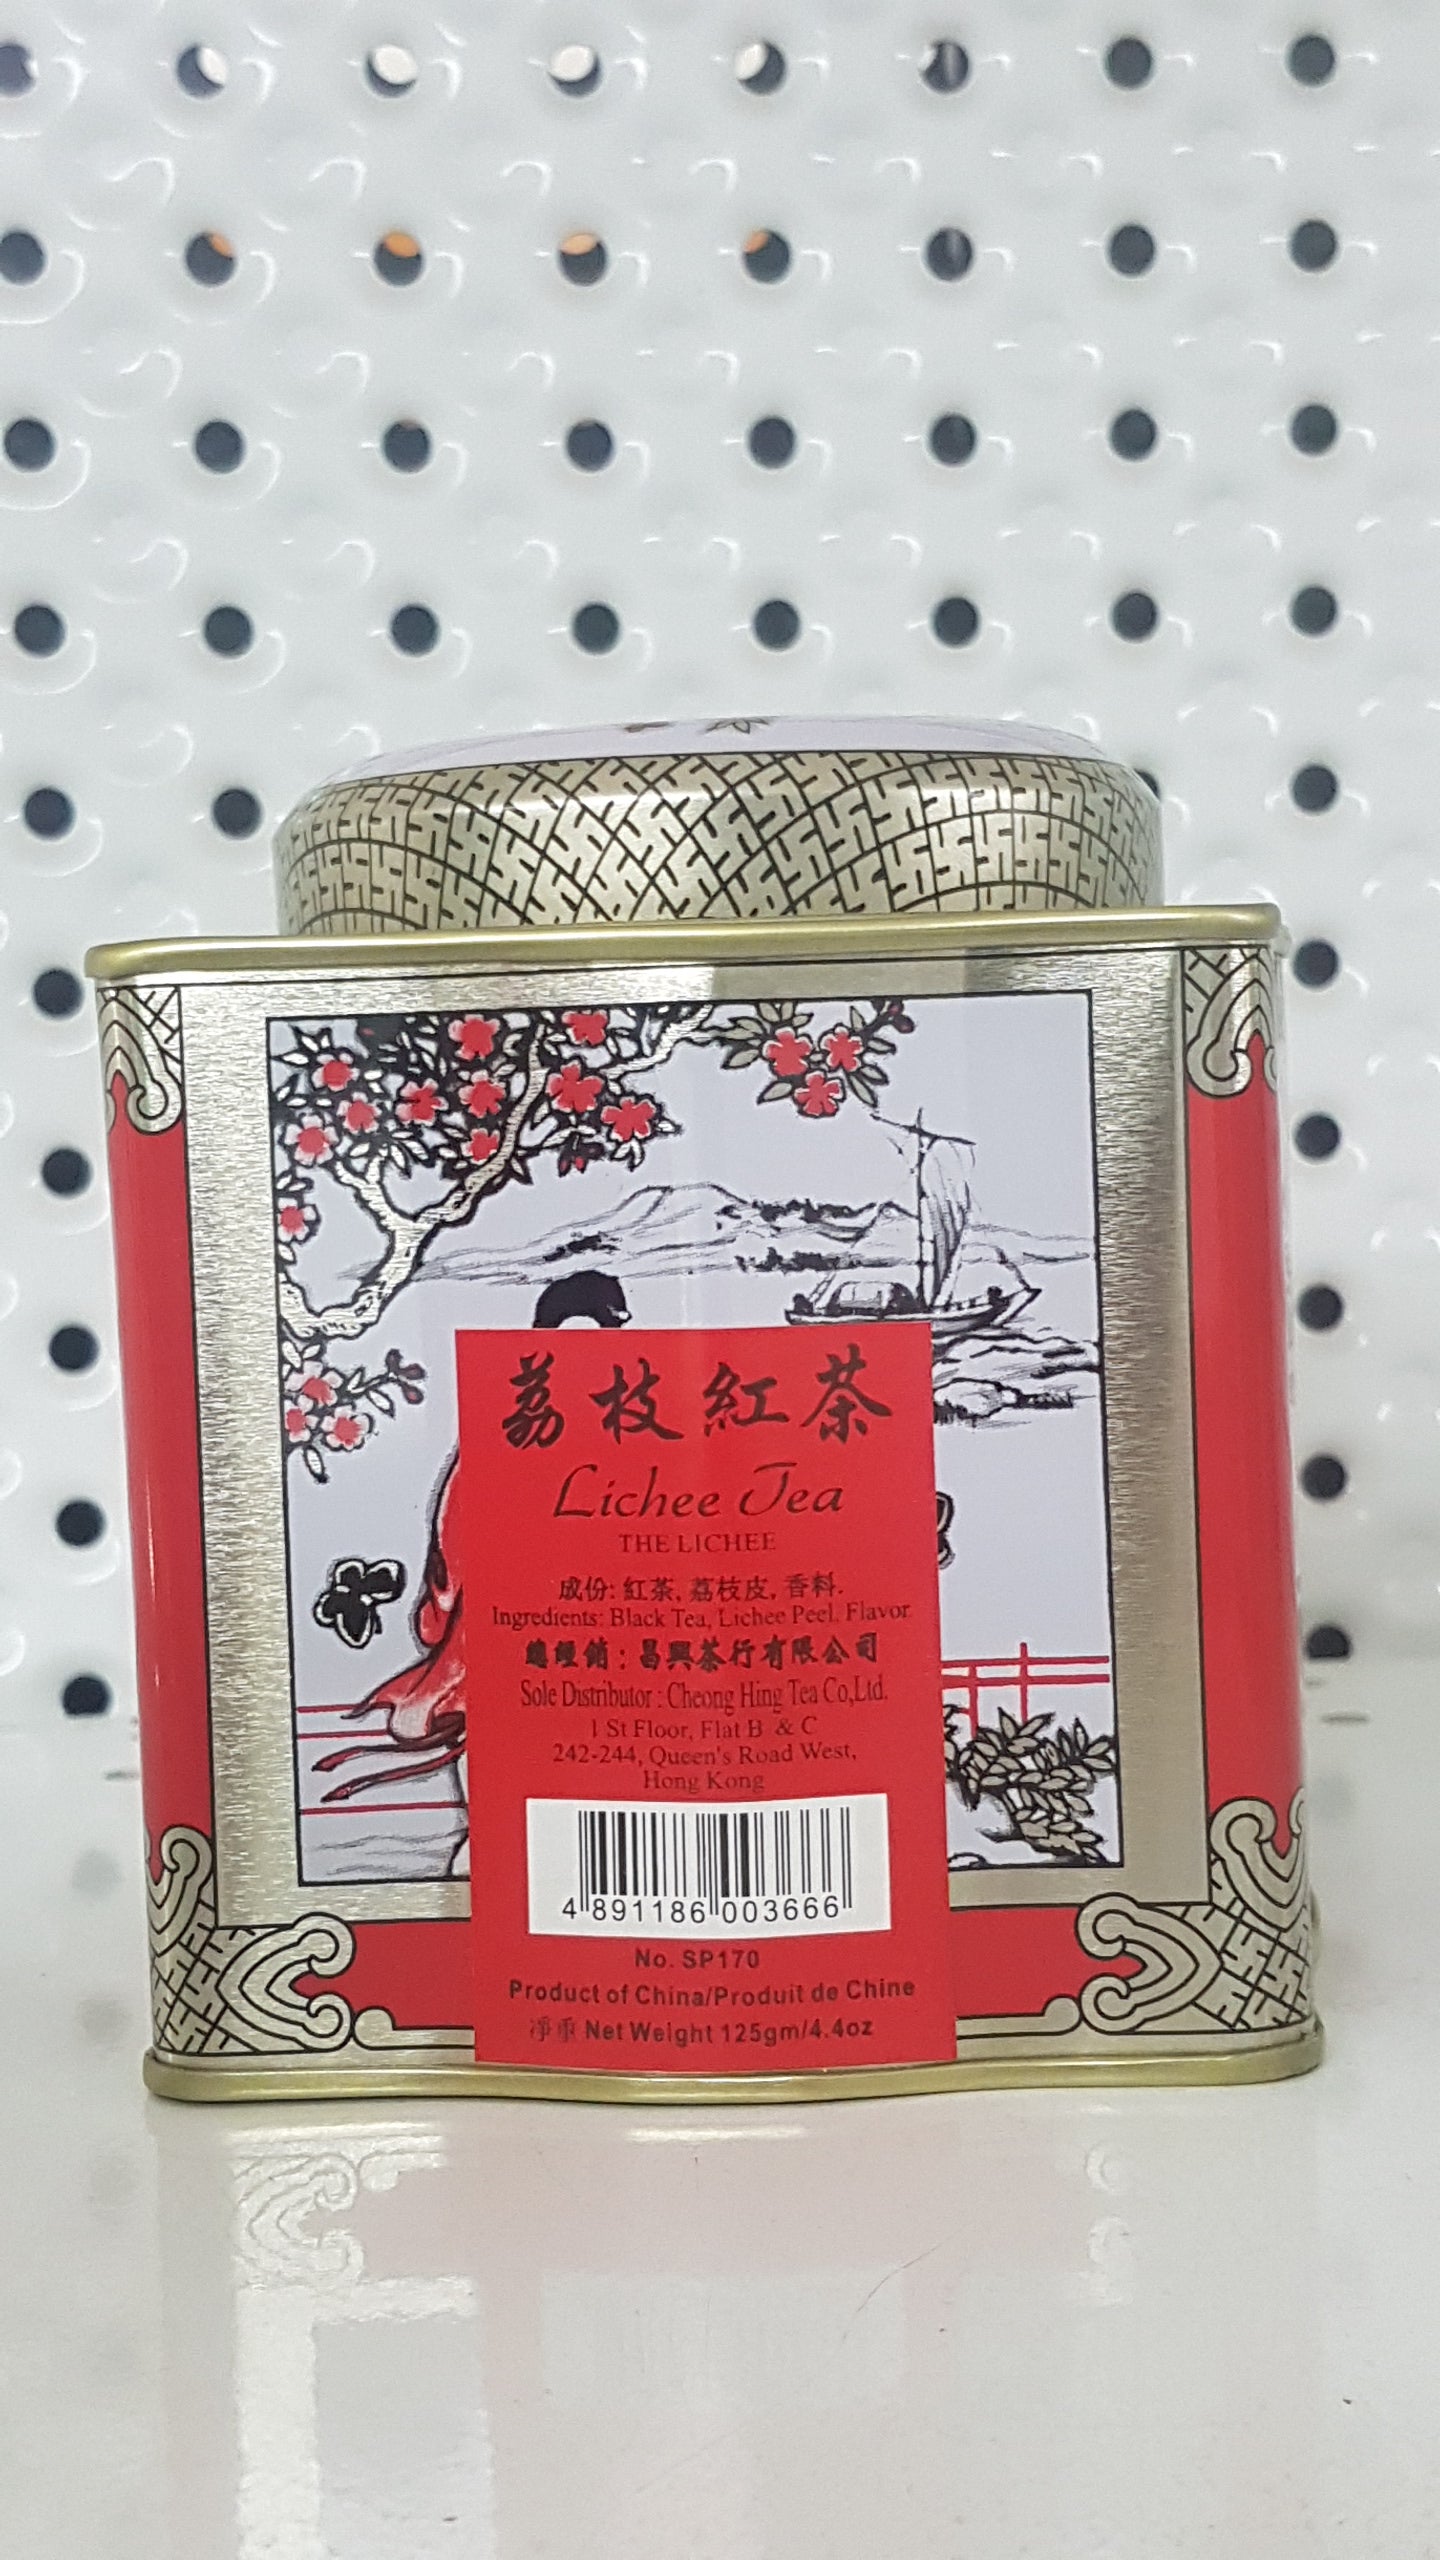 荔枝紅茶
Lichee Tea
THE LICHEE
成份: 紅茶, 荔枝皮, 香料.
Ingredients: Black Tea, Lichee Peel, Flavor
總經銷 : 昌興茶行有限公司
Sole Distributor : Cheong Hing Tea Co,Ltd.
1 St Floor, Flat B & C
242-244, Queen's Road West,
Hong Kong
4 891186 003666
No. SP170
Product of China/Produit de Chine
淨重 Net Weight 125gm/4.4oz